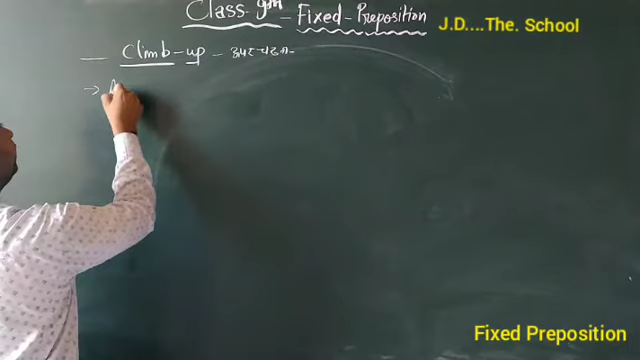 Class 9th - Fixed - Preposition
J.D....The. School
Climb - up - ऊपर चढ़ना
Fixed Preposition